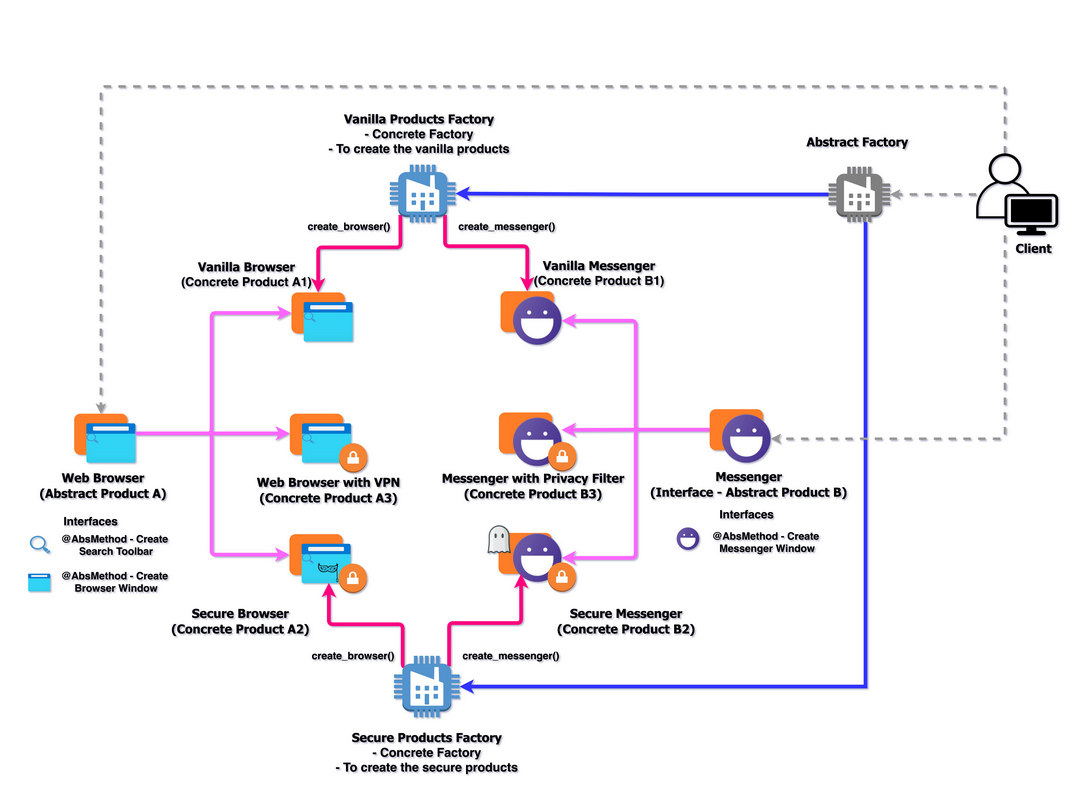 Vanilla Products Factory
- Concrete Factory
- To create the vanilla products
Abstract Factory
create_browser()
create_messenger()
Client
Vanilla Browser
(Concrete Product A1)
Vanilla Messenger
(Concrete Product B1)
Web Browser
(Abstract Product A)
Web Browser with VPN
(Concrete Product A3)
Messenger with Privacy Filter
(Concrete Product B3)
Messenger
(Interface - Abstract Product B)
Interfaces
@AbsMethod - Create
Search Toolbar
@AbsMethod - Create
Browser Window
Interfaces
@AbsMethod - Create
Messenger Window
Secure Browser
(Concrete Product A2)
Secure Messenger
(Concrete Product B2)
create_browser()
create_messenger()
Secure Products Factory
- Concrete Factory
- To create the secure products